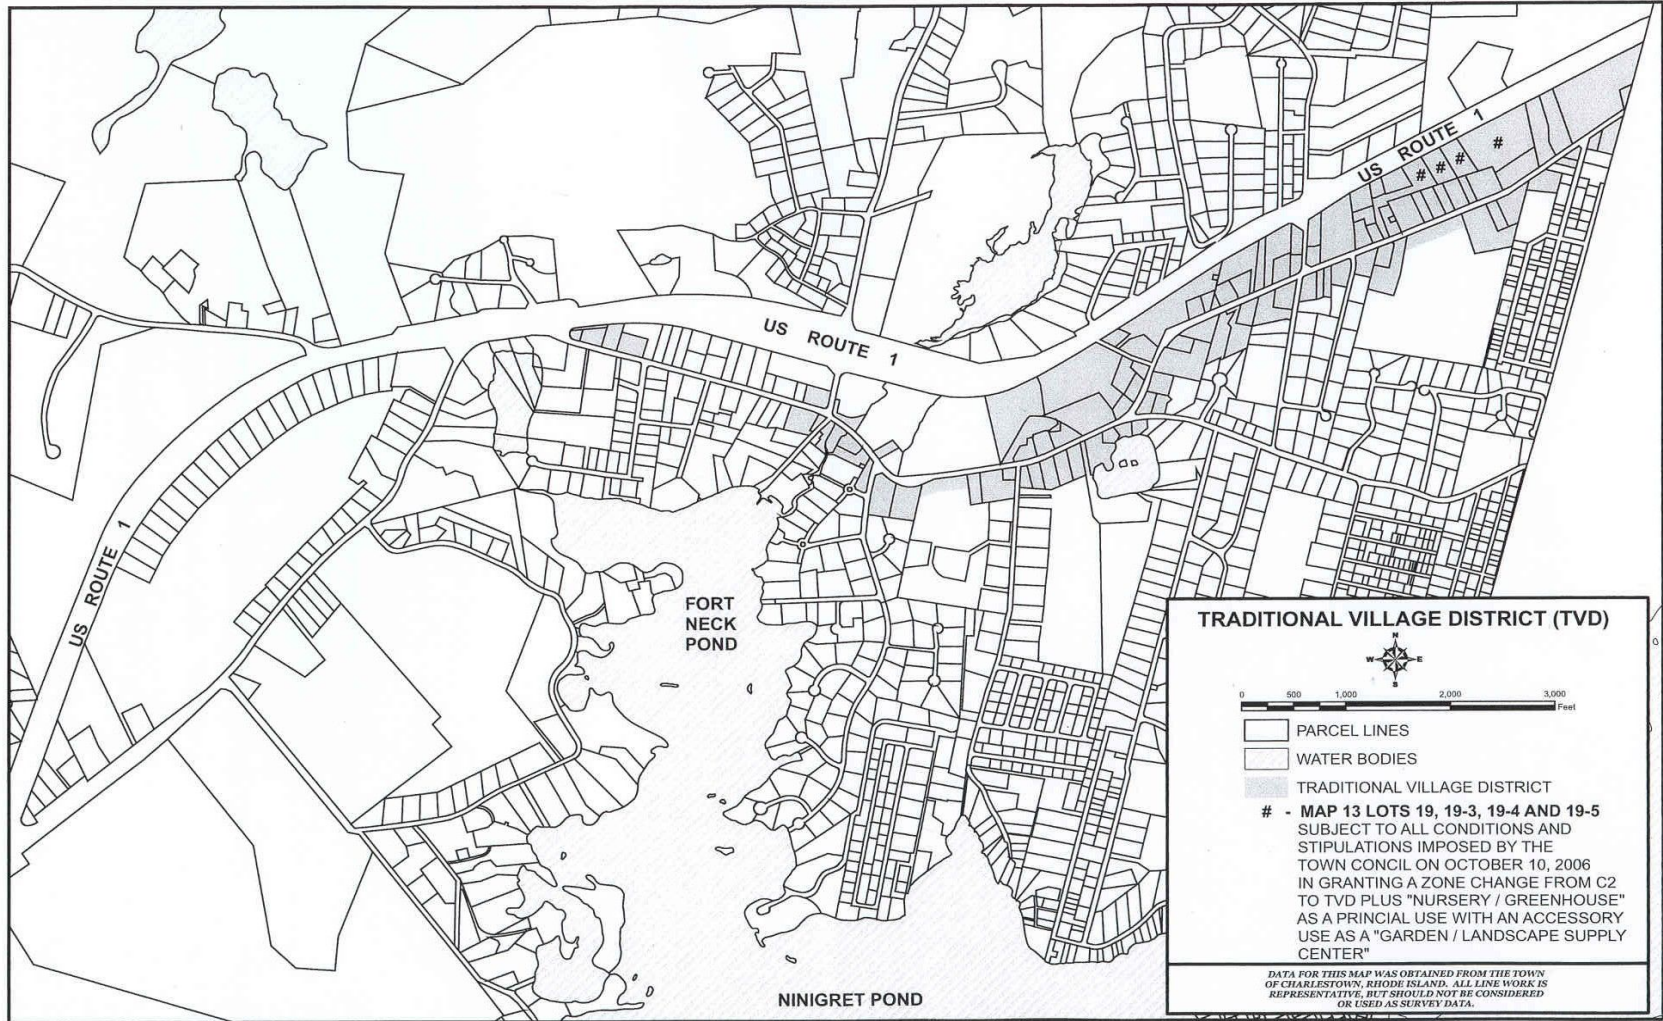 US ROUTE 1
US ROUTE 1
US ROUTE 1
# # # #
FORT
NECK
POND
NINIGRET POND
TRADITIONAL VILLAGE DISTRICT (TVD)
N
W E
S
0 500 1,000 2,000 3,000
Feet
PARCEL LINES
WATER BODIES
TRADITIONAL VILLAGE DISTRICT
# - MAP 13 LOTS 19, 19-3, 19-4 AND 19-5
SUBJECT TO ALL CONDITIONS AND
STIPULATIONS IMPOSED BY THE
TOWN CONCIL ON OCTOBER 10, 2006
IN GRANTING A ZONE CHANGE FROM C2
TO TVD PLUS "NURSERY / GREENHOUSE"
AS A PRINCIAL USE WITH AN ACCESSORY
USE AS A "GARDEN / LANDSCAPE SUPPLY
CENTER"
DATA FOR THIS MAP WAS OBTAINED FROM THE TOWN
OF CHARLESTOWN, RHODE ISLAND. ALL LINE WORK IS
REPRESENTATIVE, BUT SHOULD NOT BE CONSIDERED
OR USED AS SURVEY DATA.